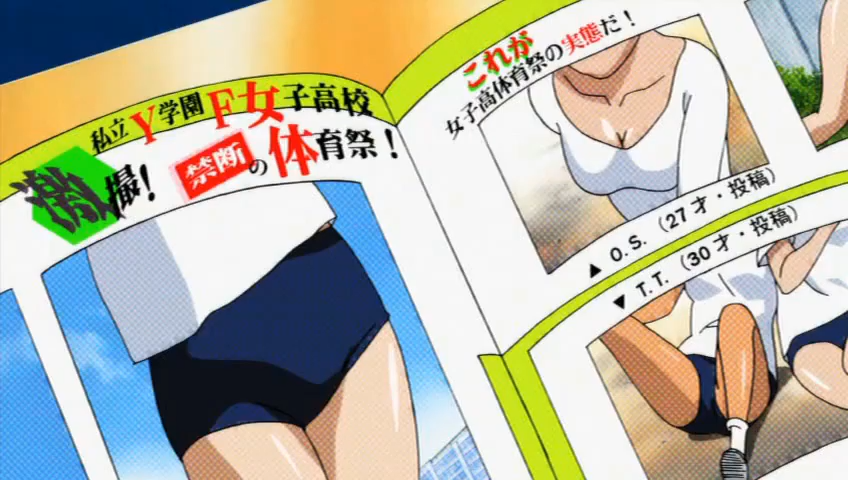 私立Y学園F女子高校
激撮!禁断の体育祭!
これが
女子高体育祭の実態だ!
▲ O.S.(27才・投稿)
▼ T.T.(30才・投稿)